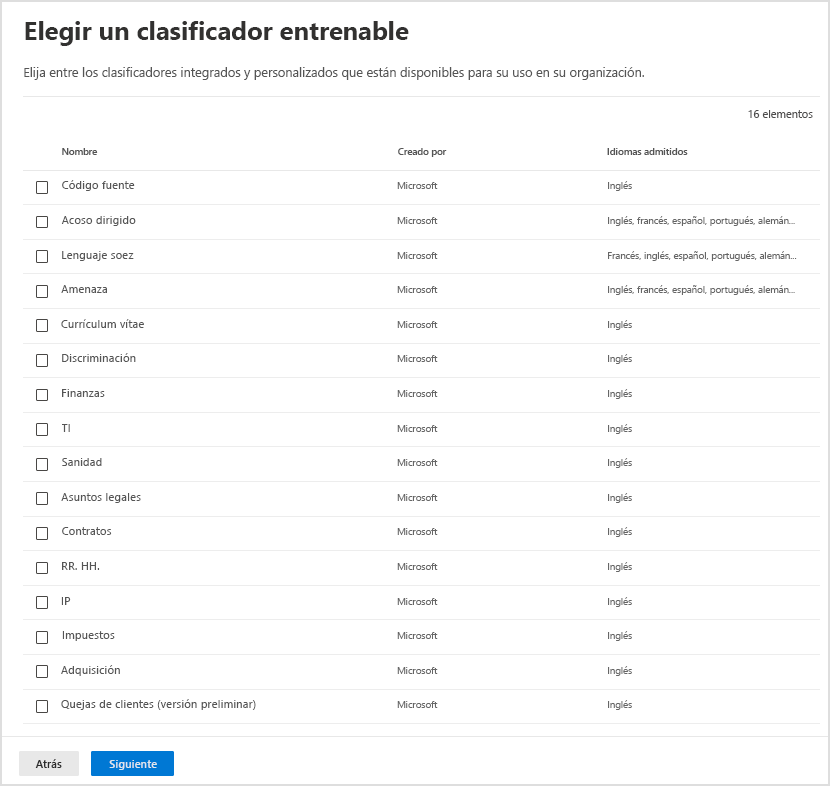 Elegir un clasificador entrenable
Elija entre los clasificadores integrados y personalizados que están disponibles para su uso en su organización.
16 elementos
Nombre Creado por Idiomas admitidos
Código fuente Microsoft Inglés
Acoso dirigido Microsoft Inglés, francés, español, portugués, alemán...
Lenguaje soez Microsoft Francés, inglés, español, portugués, alemán...
Amenaza Microsoft Inglés, francés, español, portugués, alemán...
Currículum vítae Microsoft Inglés
Discriminación Microsoft Inglés
Finanzas Microsoft Inglés
TI Microsoft Inglés
Sanidad Microsoft Inglés
Asuntos legales Microsoft Inglés
Contratos Microsoft Inglés
RR. HH. Microsoft Inglés
IP Microsoft Inglés
Impuestos Microsoft Inglés
Adquisición Microsoft Inglés
Quejas de clientes (versión preliminar) Microsoft Inglés
Atrás Siguiente